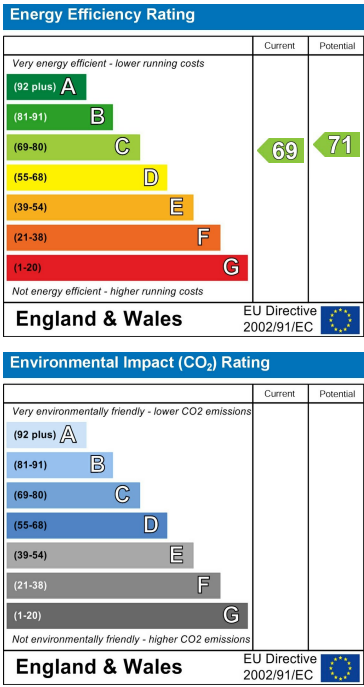 Energy Efficiency Rating
Current Potential
Very energy efficient - lower running costs
(92 plus) A
(81-91) B
(69-80) C 69 71
(55-68) D
(39-54) E
(21-38) F
(1-20) G
Not energy efficient - higher running costs
England & Wales EU Directive
2002/91/EC
Environmental Impact (CO₂) Rating
Current Potential
Very environmentally friendly - lower CO2 emissions
(92 plus) A
(81-91) B
(69-80) C
(55-68) D
(39-54) E
(21-38) F
(1-20) G
Not environmentally friendly - higher CO2 emissions
England & Wales EU Directive
2002/91/EC